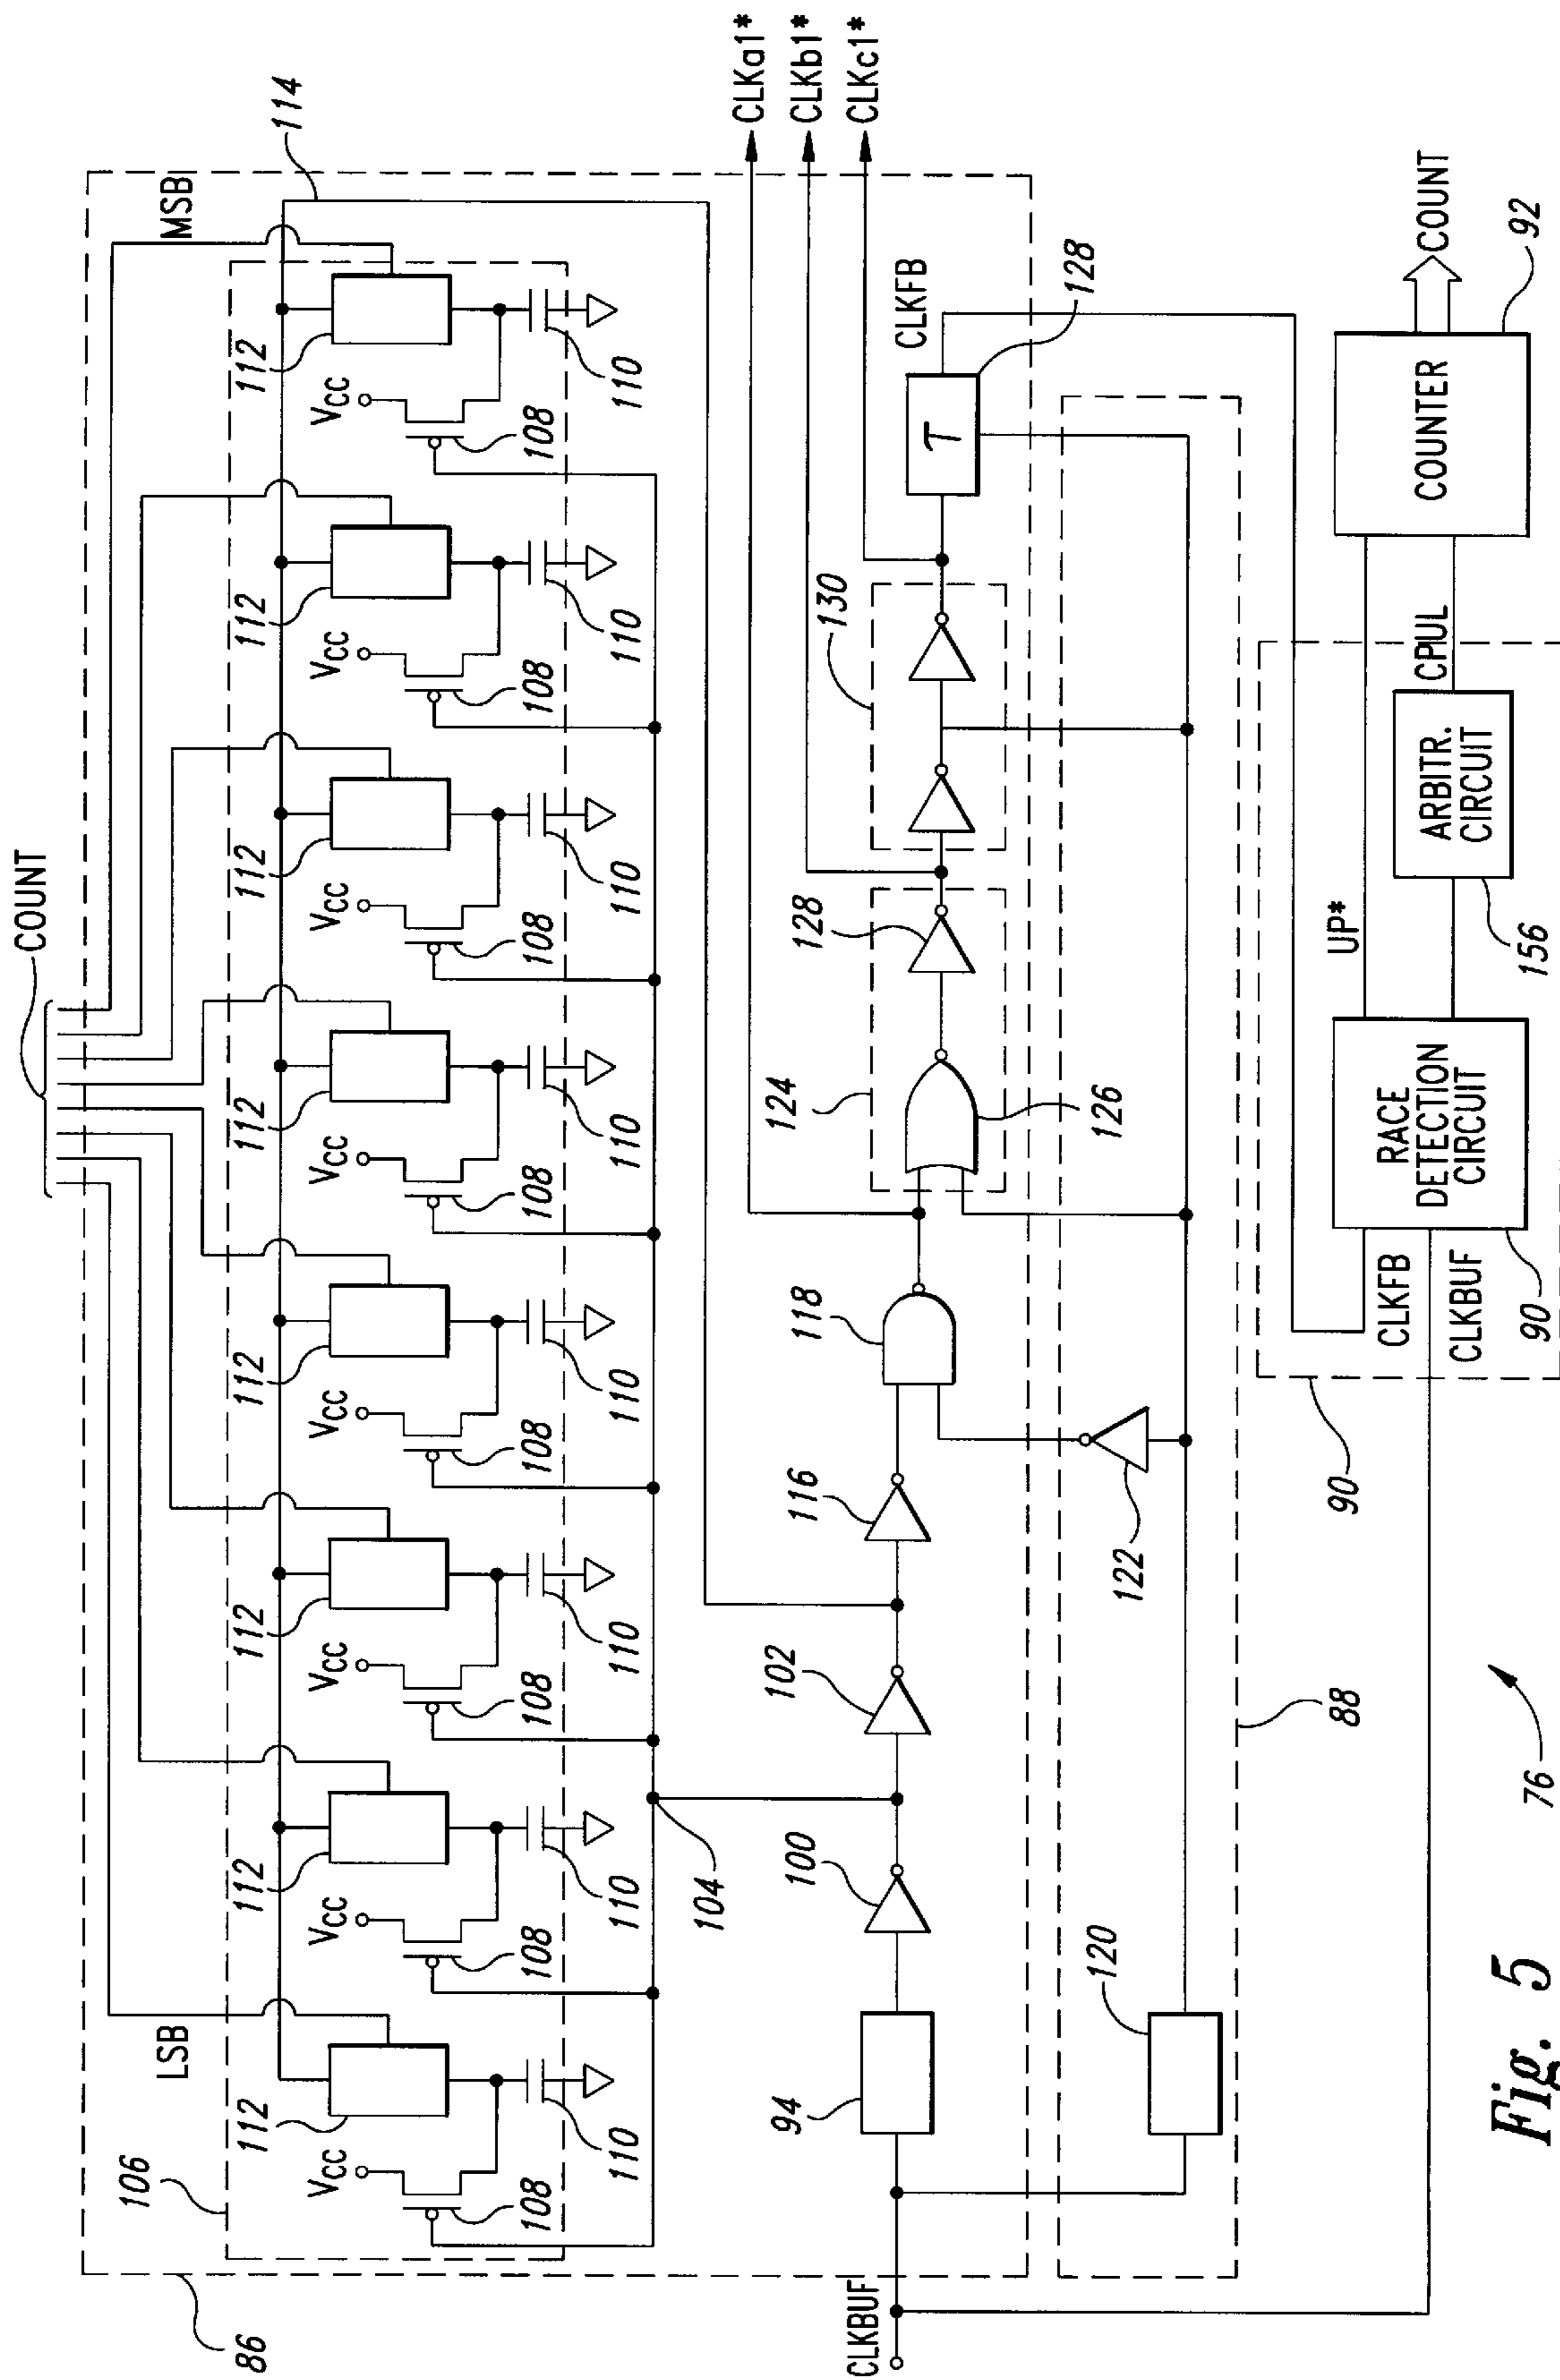 COUNT
86
106
LSB
MSB
114
112
112
112
112
112
112
112
112
VCC
VCC
VCC
VCC
VCC
VCC
VCC
VCC
108
108
108
108
108
108
108
108
110
110
110
110
110
110
110
110
104
CLKa1*
CLKb1*
CLKc1*
CLKBUF
94
100
102
116
118
124
126
128
130
τ
CLKFB
128
120
122
88
90
CLKFB
CLKBUF
RACE
DETECTION
CIRCUIT
90
UP*
ARBITR.
CIRCUIT
156
CPUL
COUNTER
92
COUNT
76
Fig. 5